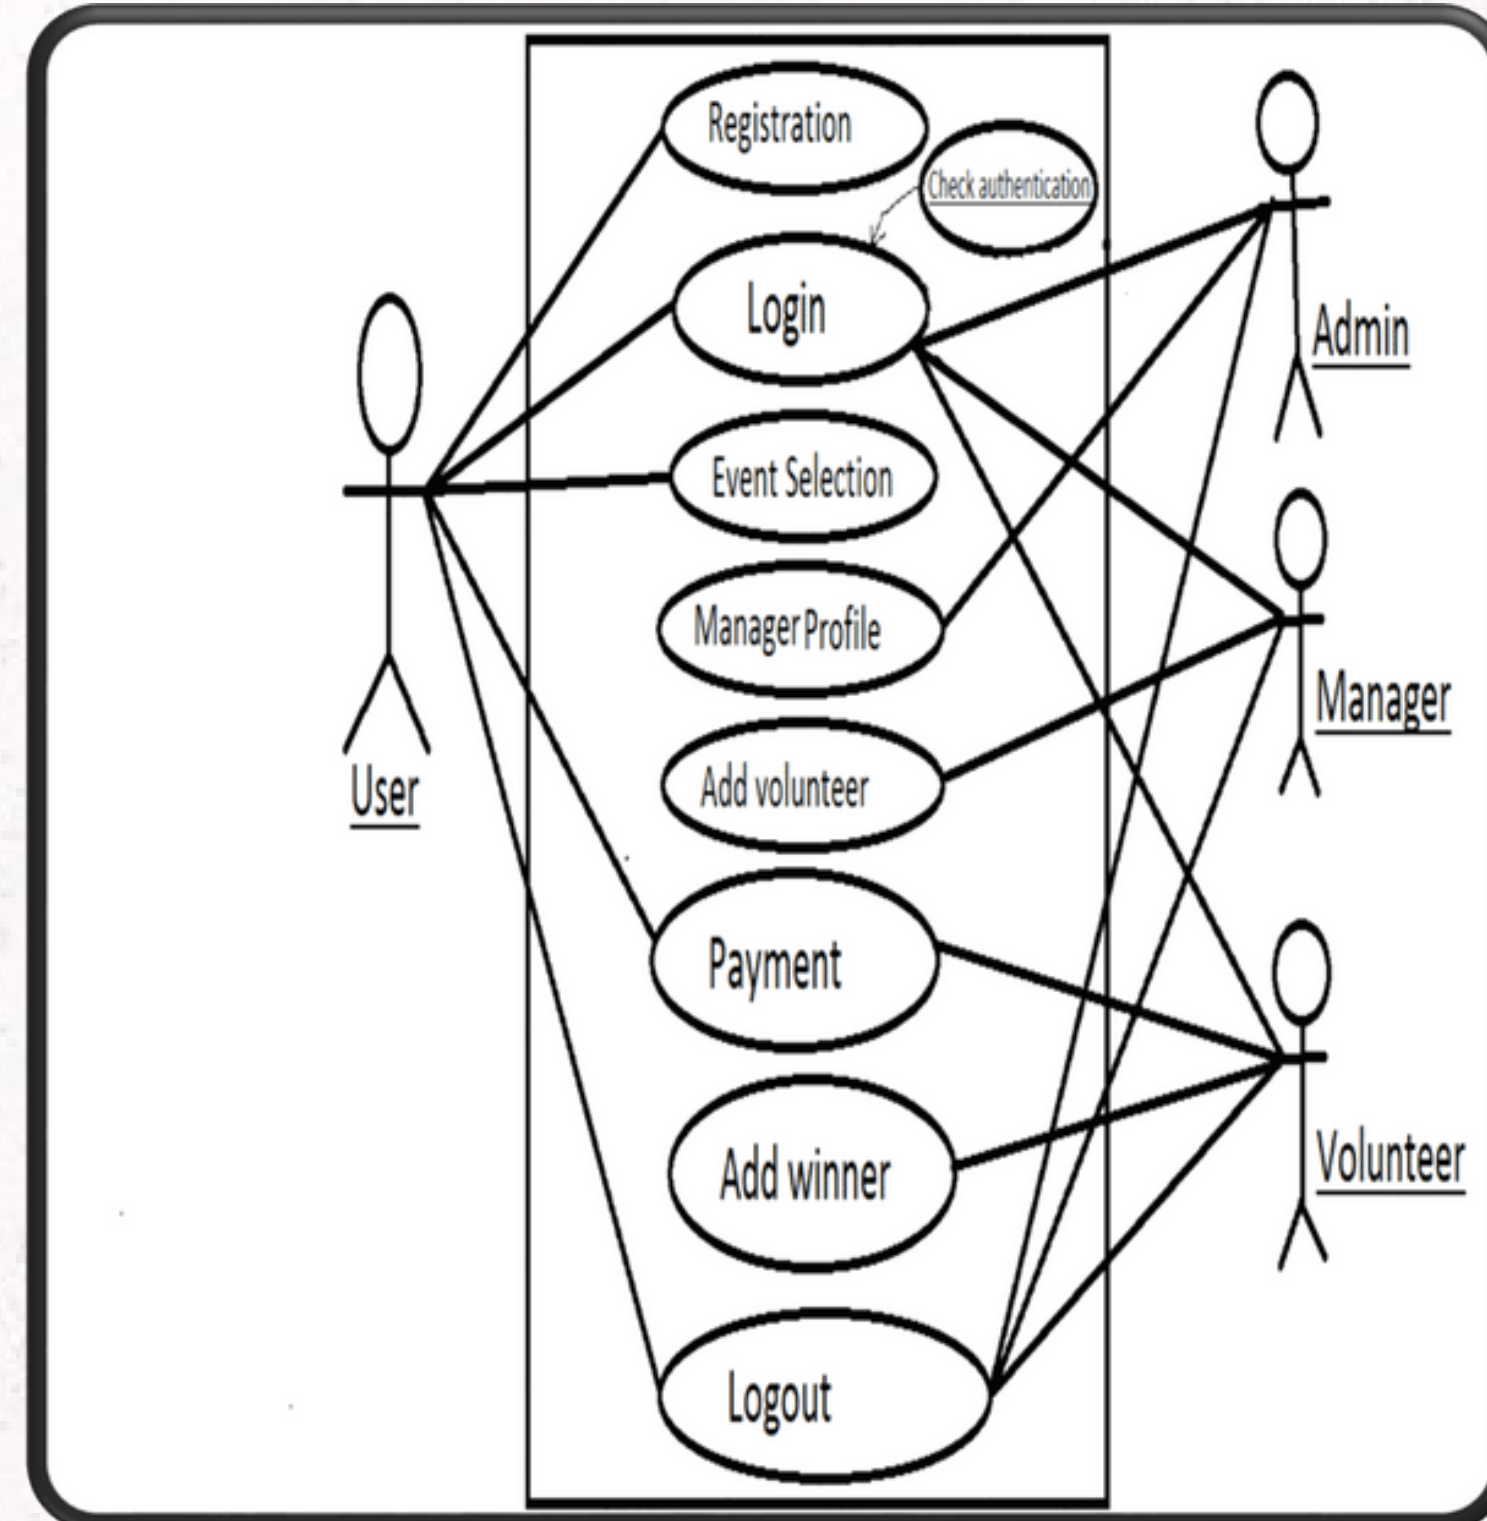 Registration
Check authentication
Login
Admin
Event Selection
Manager Profile
Manager
User
Add volunteer
Payment
Add winner
Volunteer
Logout